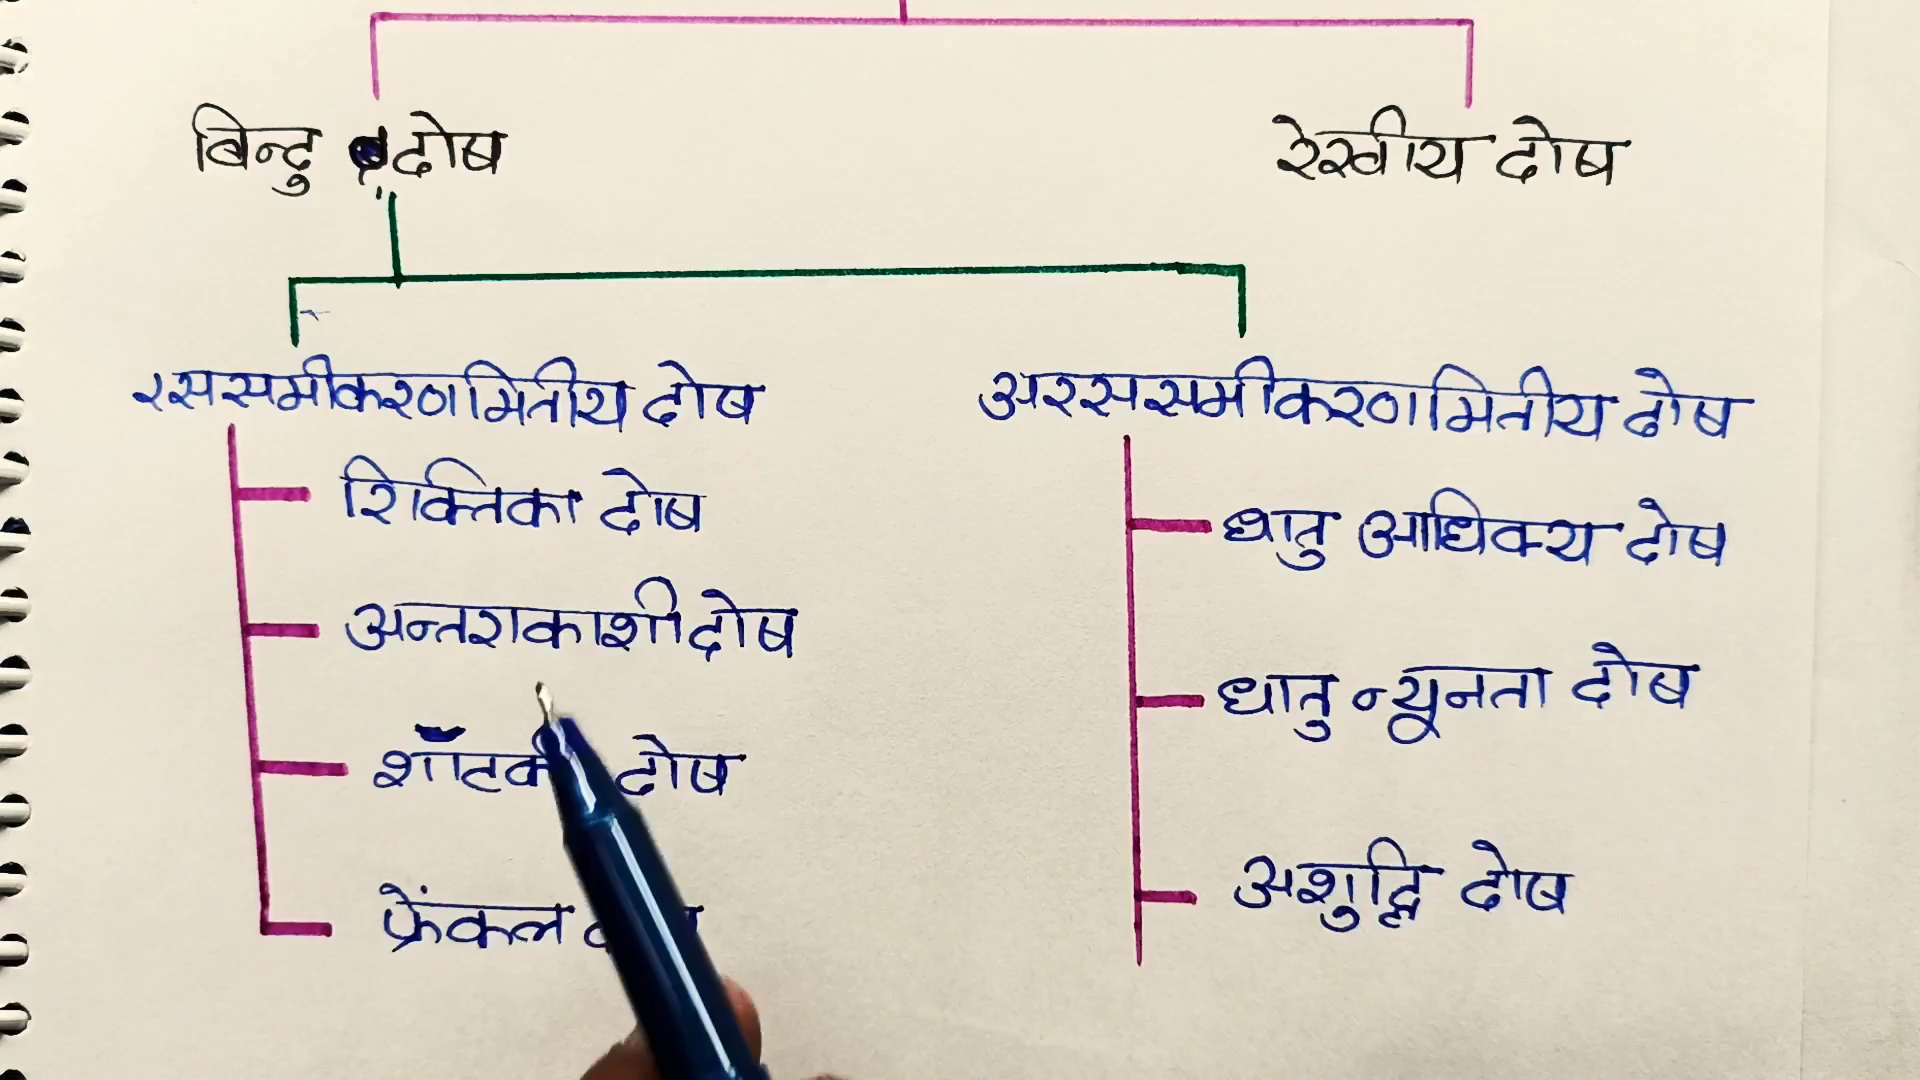 बिन्दु दोष
रेखीय दोष
रससमीकरणमितीय दोष
अरससमीकरणमितीय दोष
रिक्तिका दोष
धातु आधिक्य दोष
अन्तराकाशी दोष
धातु न्यूनता दोष
दोष
अशुद्धि दोष
फ्रेंकल